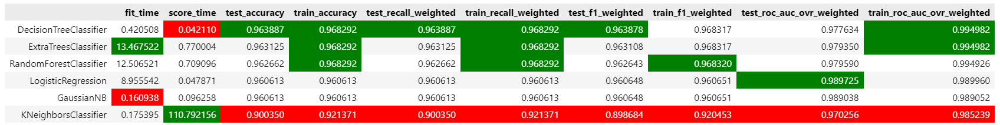 fit_time score_time test_accuracy train_accuracy test_recall_weighted train_recall_weighted test_f1_weighted train_f1_weighted test_roc_auc_ovr_weighted train_roc_auc_ovr_weighted
DecisionTreeClassifier 0.420508 0.042110 0.963887 0.968292 0.963887 0.968292 0.963878 0.968317 0.977634 0.994982
ExtraTreesClassifier 13.467522 0.770004 0.963125 0.968292 0.963125 0.968292 0.963108 0.968317 0.979350 0.994982
RandomForestClassifier 12.506521 0.709096 0.962662 0.968292 0.962662 0.968292 0.962643 0.968320 0.979590 0.994926
LogisticRegression 8.955542 0.047871 0.960613 0.960613 0.960613 0.960613 0.960648 0.960651 0.989725 0.989960
GaussianNB 0.160938 0.096258 0.960613 0.960613 0.960613 0.960613 0.960648 0.960651 0.989038 0.989052
KNeighborsClassifier 0.175395 110.792156 0.900350 0.921371 0.900350 0.921371 0.898684 0.920453 0.970256 0.985239